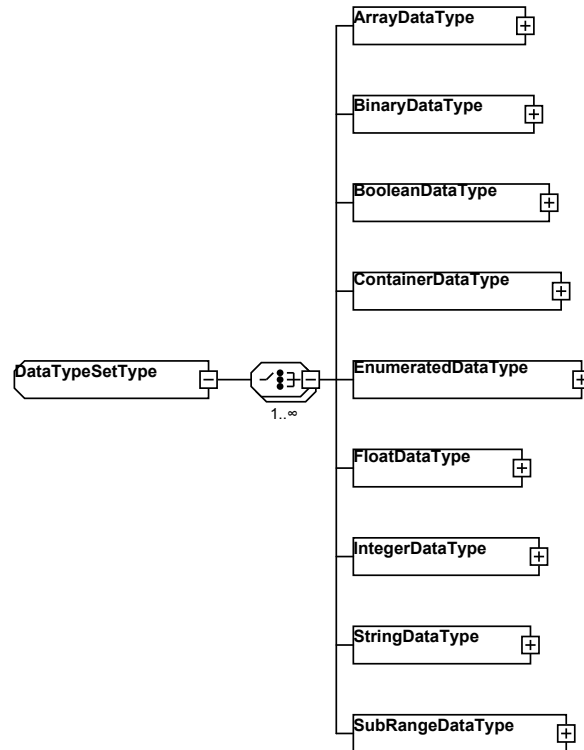 ArrayDataType
BinaryDataType
BooleanDataType
ContainerDataType
DataTypeSetType
1..∞
EnumeratedDataType
FloatDataType
IntegerDataType
StringDataType
SubRangeDataType